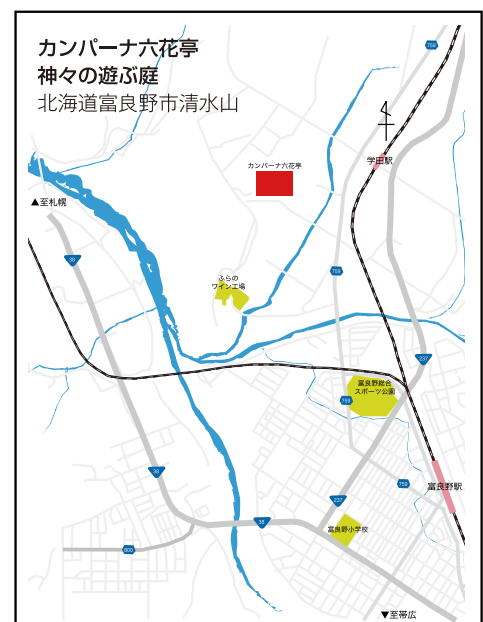 カンパーナ六花亭
神々の遊ぶ庭
北海道富良野市清水山
759
学田駅
カンパーナ六花亭
▲至札幌
38
759
ふらの
ワイン工場
237
富良野総合
スポーツ公園
759
38
759
富良野駅
237
38
富良野小学校
800
▼至帯広